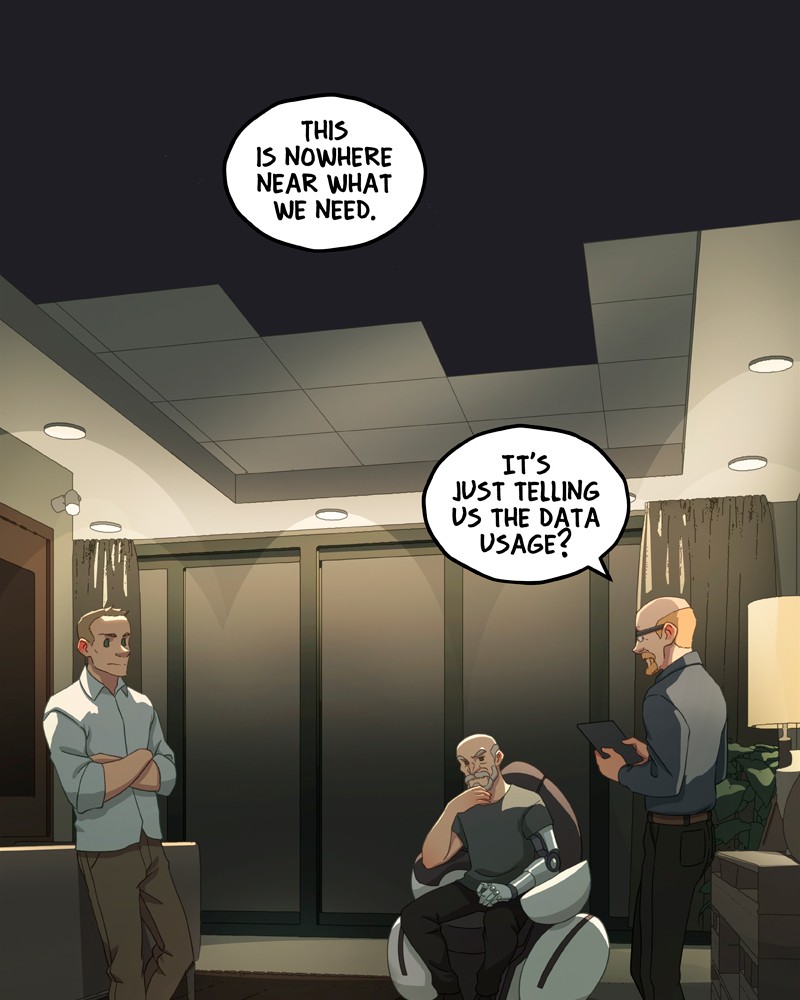 THIS
IS NOWHERE
NEAR WHAT
WE NEED.
IT'S
JUST TELLING
US THE DATA
USAGE?